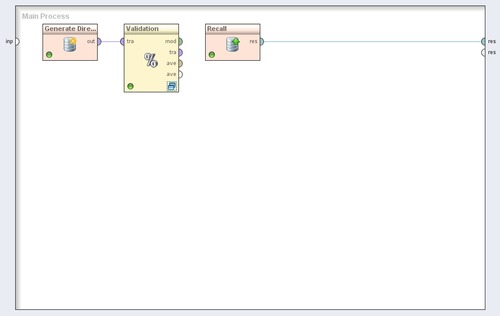 Main Process
Generate Dire...
Validation
Recall
inp
out
tra
mod
res
res
tra
res
ave
ave
%